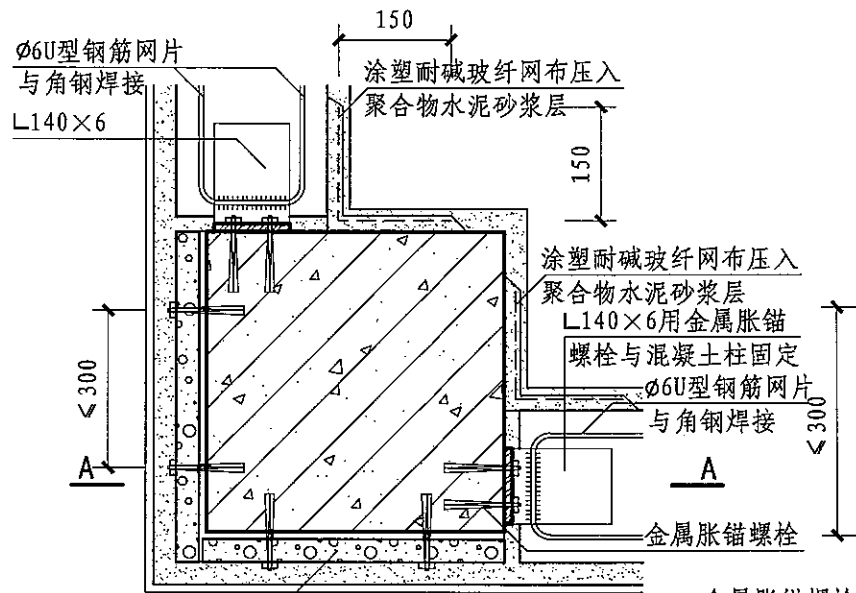 150
Ø6U型钢筋网片
与角钢焊接
L140×6
涂塑耐碱玻纤网布压入
聚合物水泥砂浆层
150
涂塑耐碱玻纤网布压入
聚合物水泥砂浆层
L140×6用金属胀锚
螺栓与混凝土柱固定
Ø6U型钢筋网片
与角钢焊接
≤300
≤300
A
A
金属胀锚螺栓